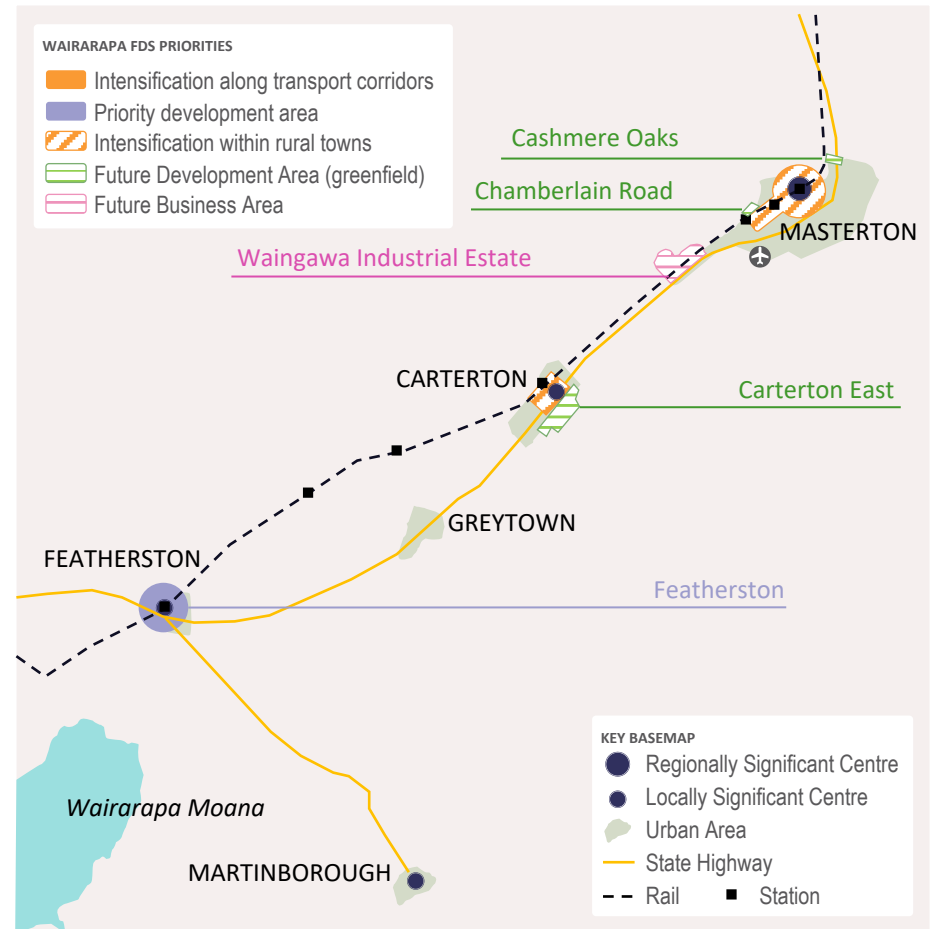 WAIRARAPA FDS PRIORITIES
Intensification along transport corridors
Priority development area
Intensification within rural towns
Future Development Area (greenfield)
Future Business Area
Cashmere Oaks
Chamberlain Road
MASTERTON
Waingawa Industrial Estate
CARTERTON
Carterton East
GREYTOWN
FEATHERSTON
Featherston
Wairarapa Moana
MARTINBOROUGH
KEY BASEMAP
Regionally Significant Centre
Locally Significant Centre
Urban Area
State Highway
Rail
Station